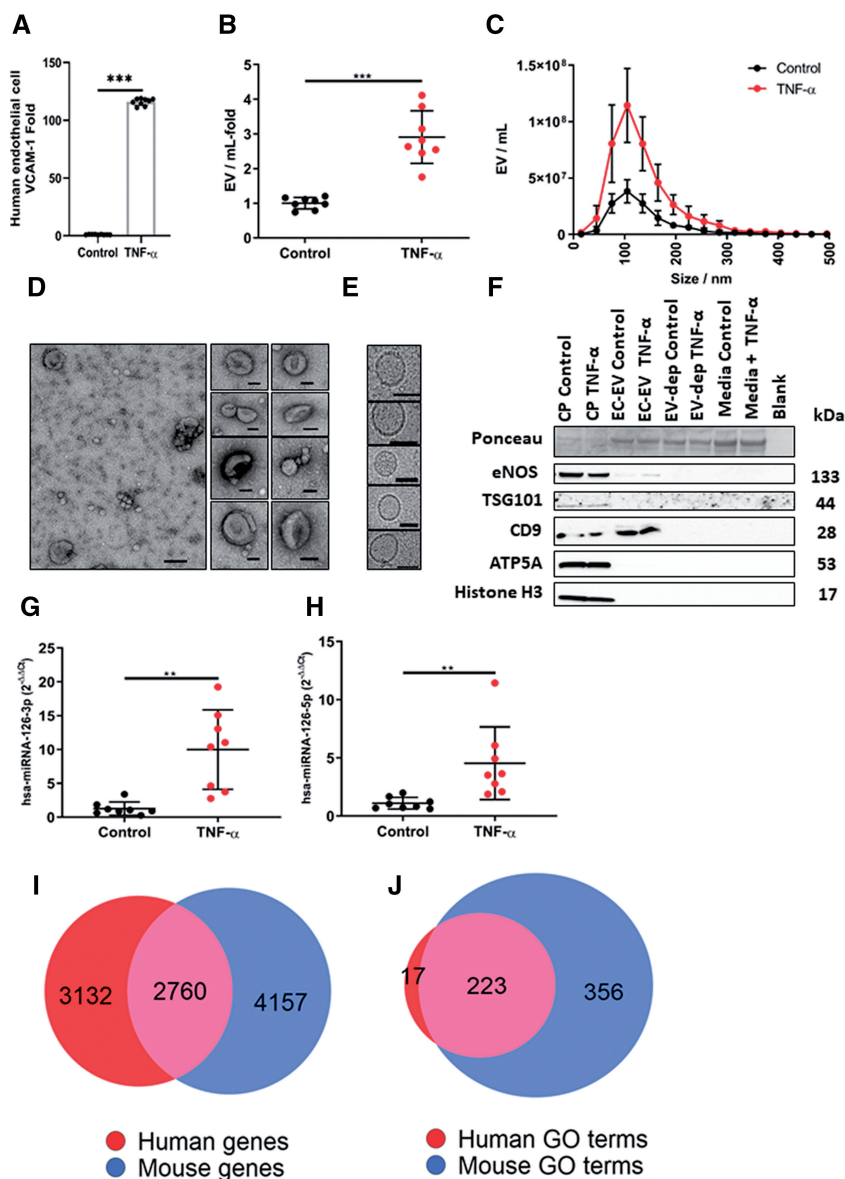 A
Human endothelial cell
VCAM-1 Fold
150
100
50
0
***
Control TNF-α
B
EV / mL-fold
5
4
3
2
1
0
***
Control TNF-α
C
EV / mL
1.5×10⁸
1×10⁸
5×10⁷
0
0 100 200 300 400 500
Size / nm
Control
TNF-α
D
E
F
CP Control
CP TNF-α
EC-EV Control
EC-EV TNF-α
EV-dep Control
EV-dep TNF-α
Media Control
Media + TNF-α
Blank
kDa
Ponceau
eNOS 133
TSG101 44
CD9 28
ATP5A 53
Histone H3 17
G
hsa-miRNA-126-3p (2^-ΔΔCt)
25
20
15
10
5
0
**
Control TNF-α
H
hsa-miRNA-126-5p (2^-ΔΔCt)
15
10
5
0
**
Control TNF-α
I
3132 2760 4157
Human genes
Mouse genes
J
17 223 356
Human GO terms
Mouse GO terms